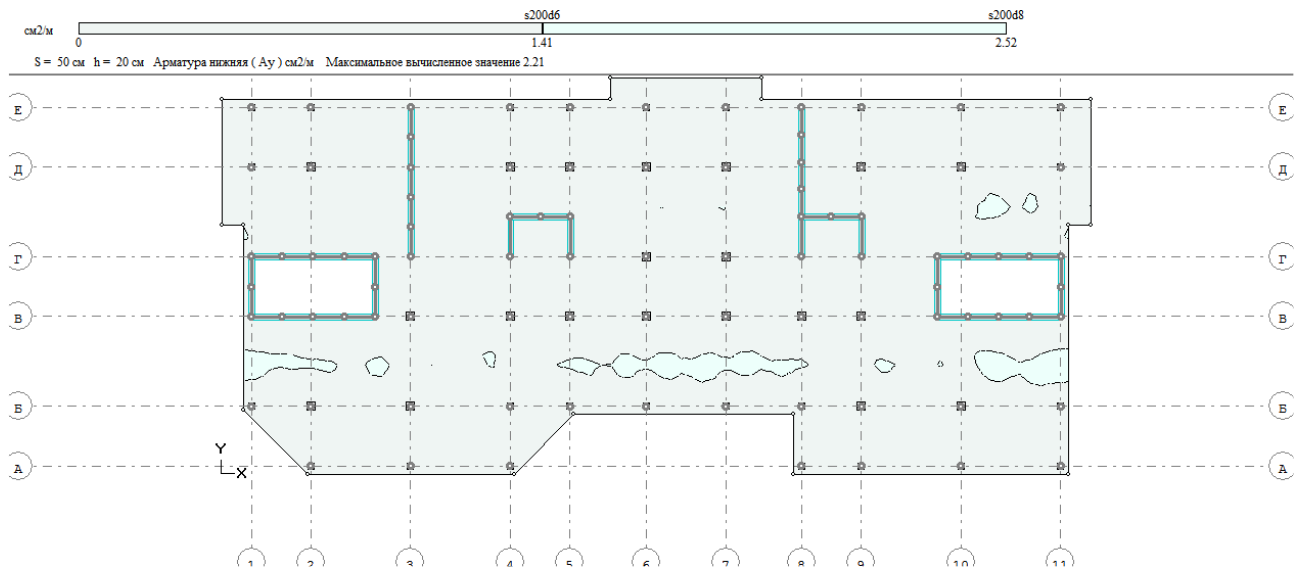 s200d6 s200d8
см2/м
0 1.41 2.52
S = 50 см h = 20 см Арматура нижняя ( Ay ) см2/м Максимальное вычисленное значение 2.21
Е Е
Д Д
Г Г
В В
Б Б
Y
А X А
1 2 3 4 5 6 7 8 9 10 11